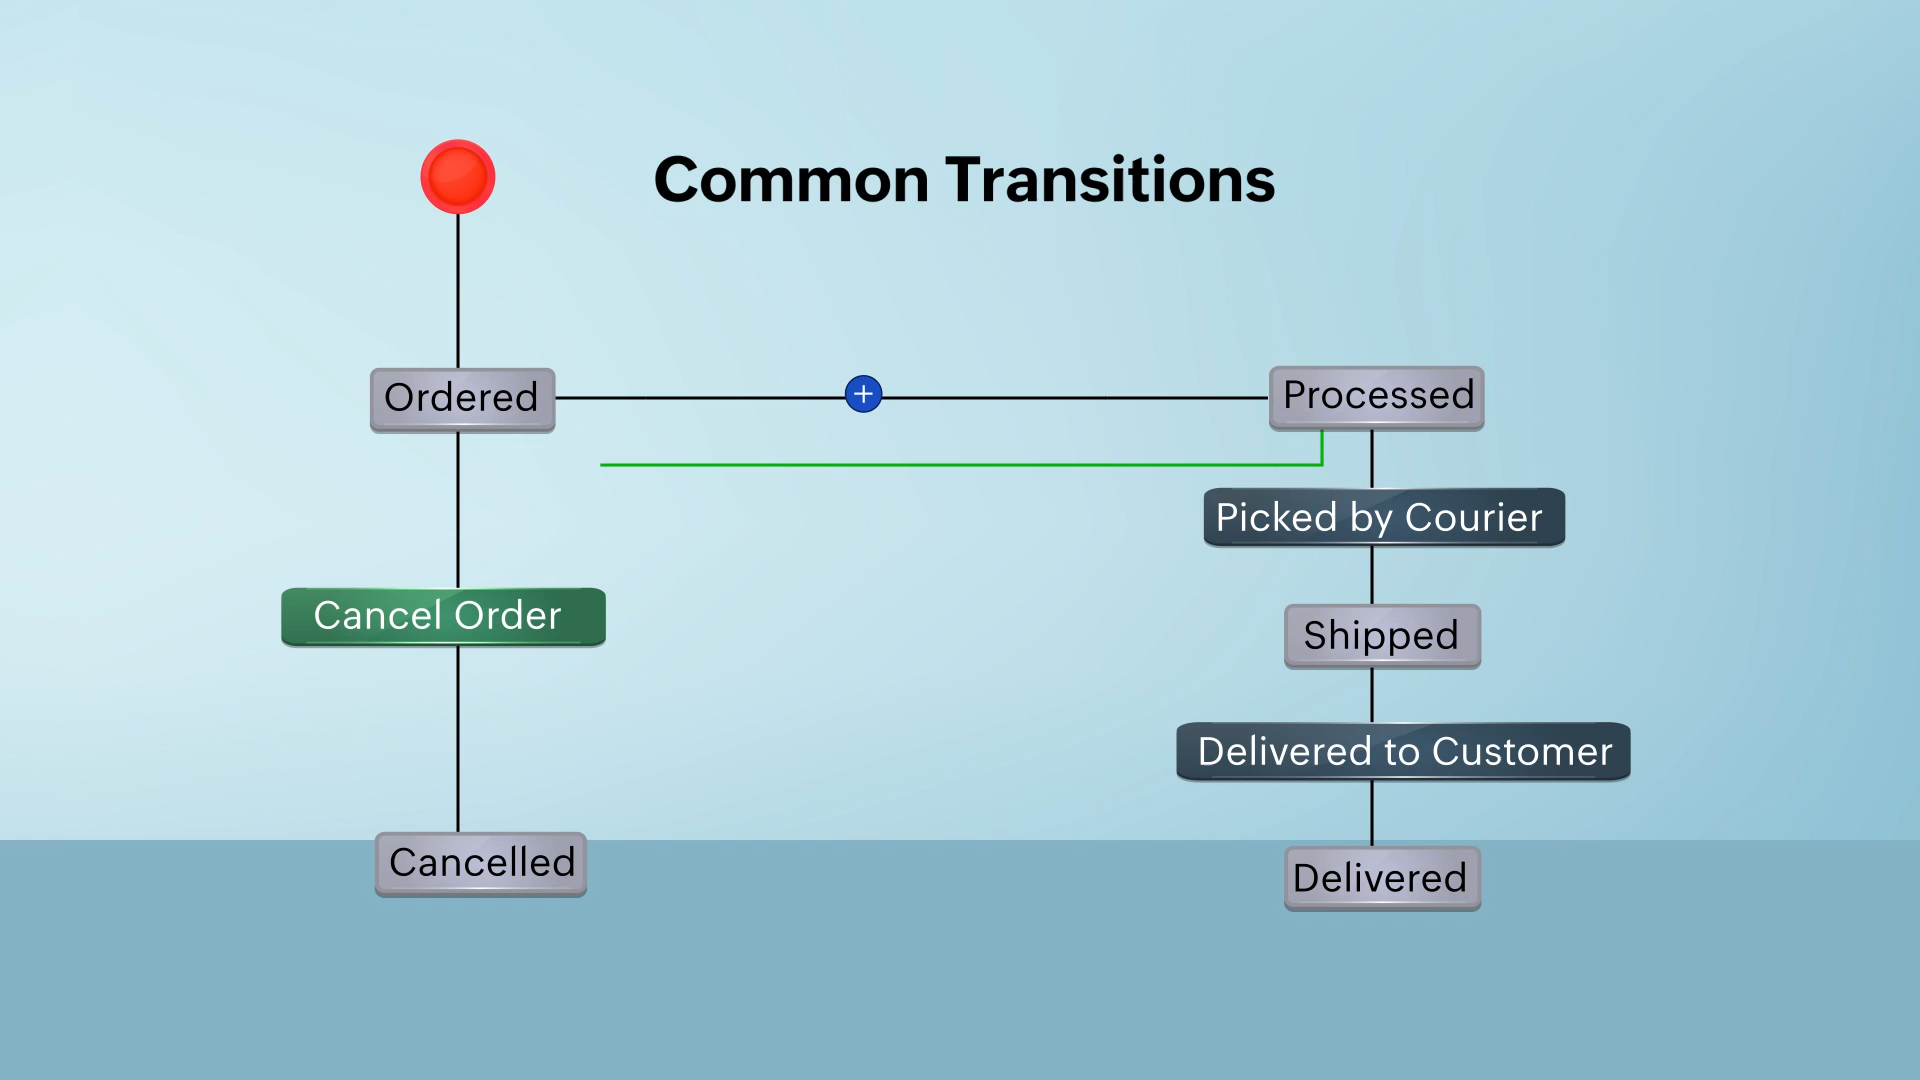 Common Transitions
Ordered
+
Processed
Picked by Courier
Cancel Order
Shipped
Delivered to Customer
Cancelled
Delivered